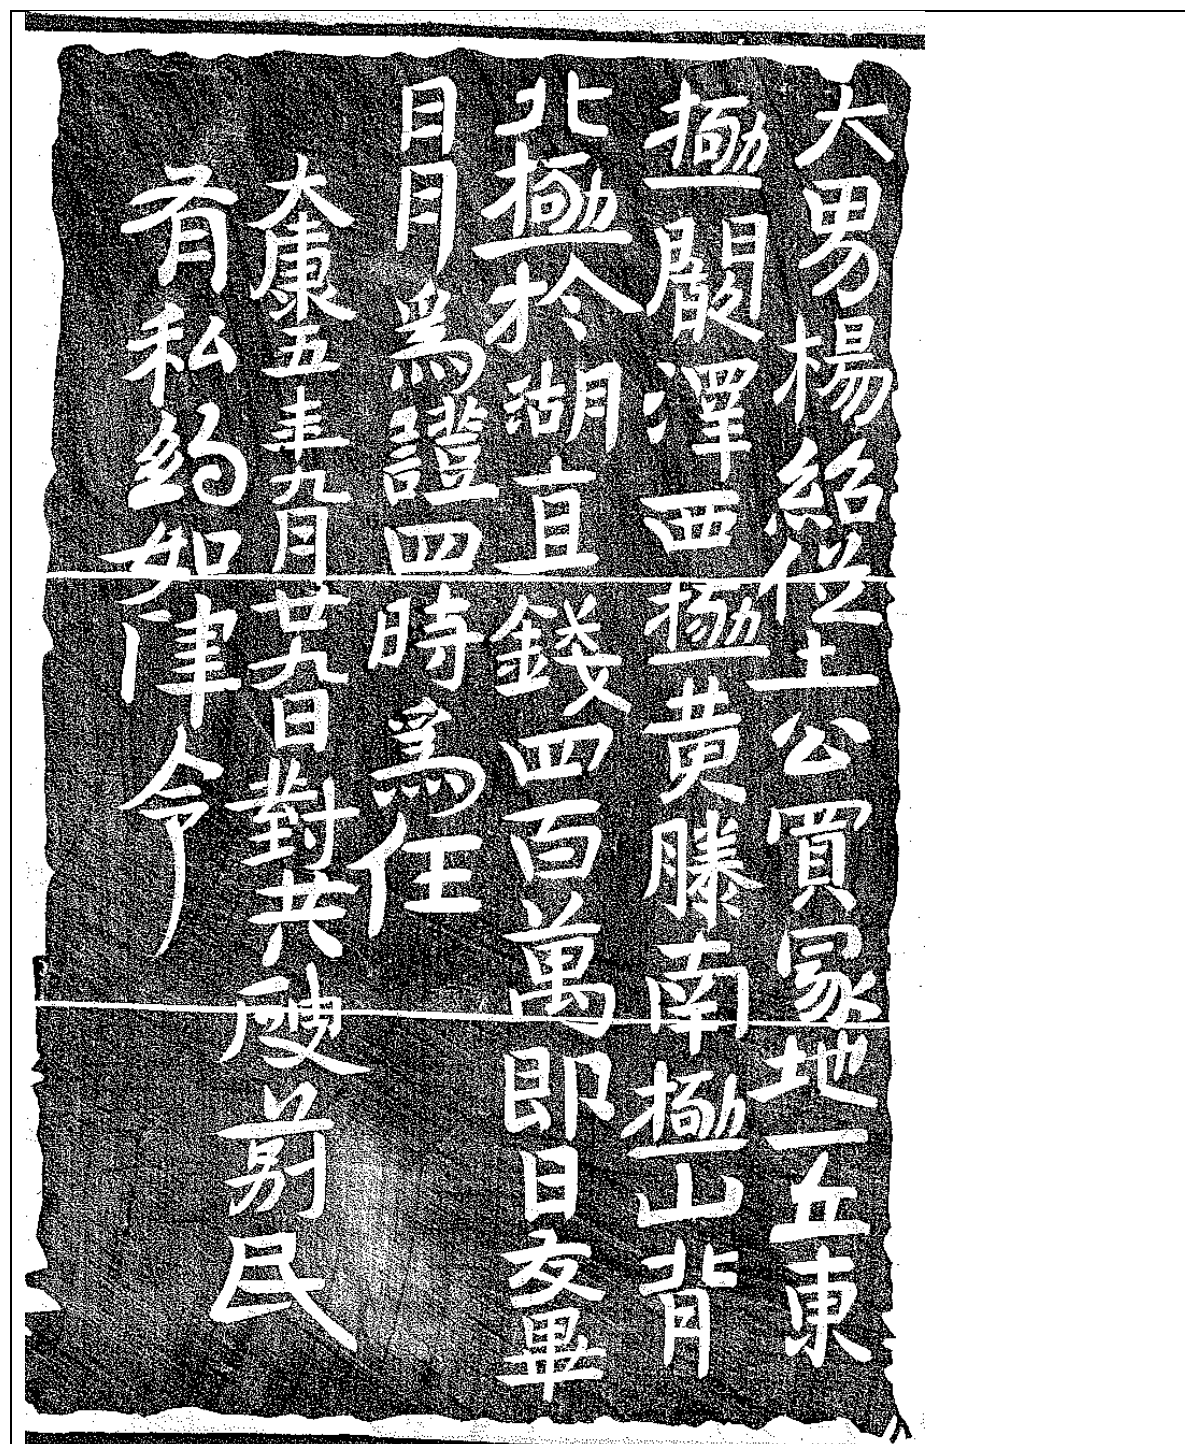 大男楊紹從土公買冢地一丘東
極闞澤西極黃滕南極山背
北極於湖直錢四百萬即日交畢
日月為證四時為任
大康五年九月廿九日對共破莂民
有私約如律令